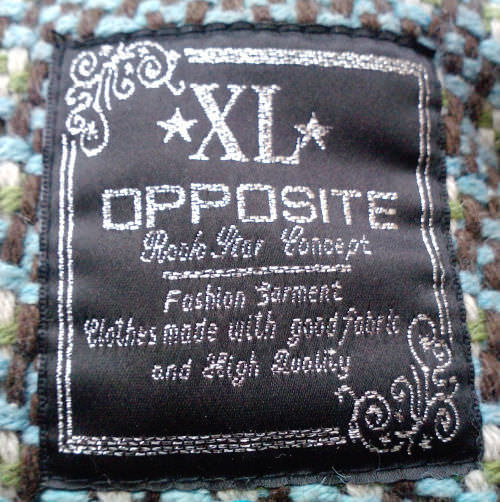 XL
OPPOSITE
Rock Star Concept
Fashion Garment
Clothes made with good fabric
and High Quality